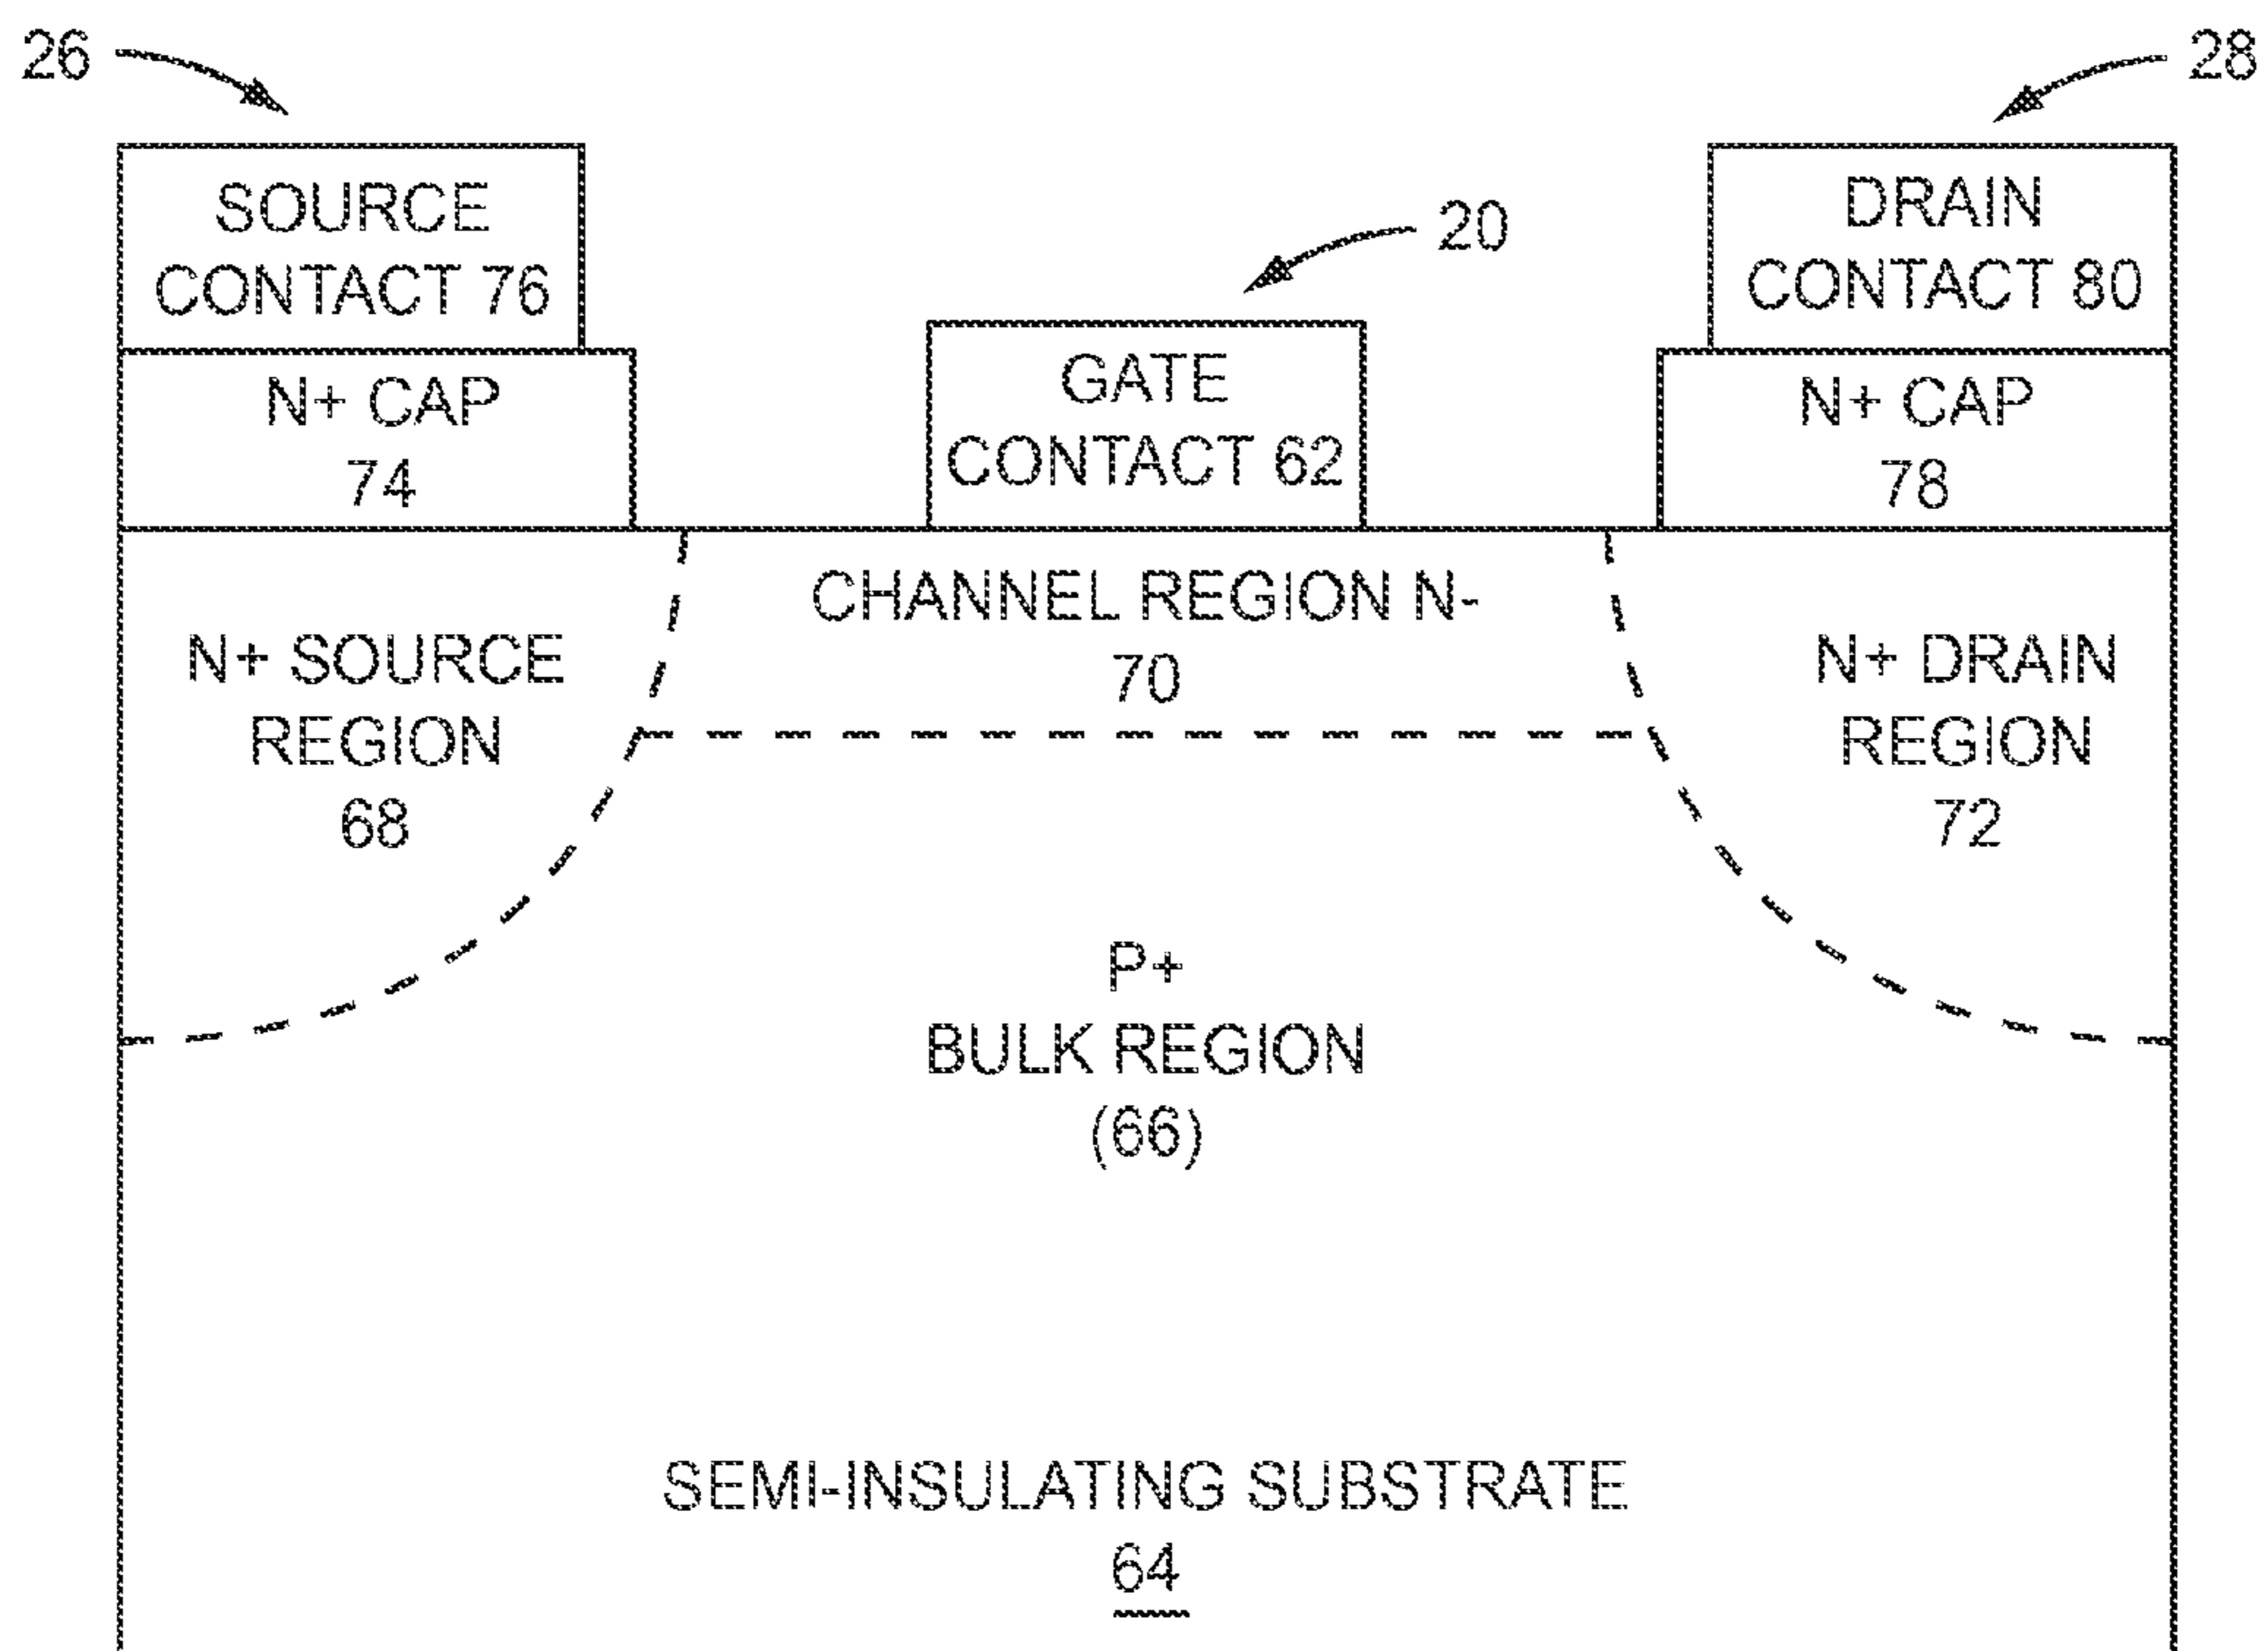 26
28
SOURCE
CONTACT 76
20
DRAIN
CONTACT 80
N+ CAP
74
GATE
CONTACT 62
N+ CAP
78
CHANNEL REGION N-
70
N+ SOURCE
REGION
68
N+ DRAIN
REGION
72
P+
BULK REGION
(66)
SEMI-INSULATING SUBSTRATE
64